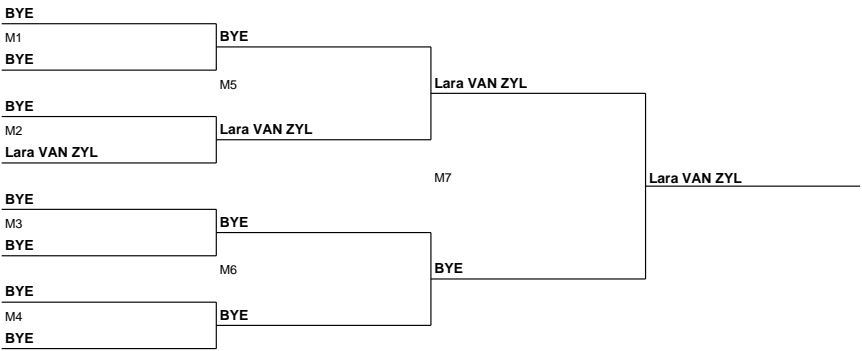 BYE
M1
BYE
BYE
M5
Lara VAN ZYL
BYE
M2
Lara VAN ZYL
Lara VAN ZYL
M7
Lara VAN ZYL
BYE
M3
BYE
BYE
M6
BYE
BYE
M4
BYE
BYE